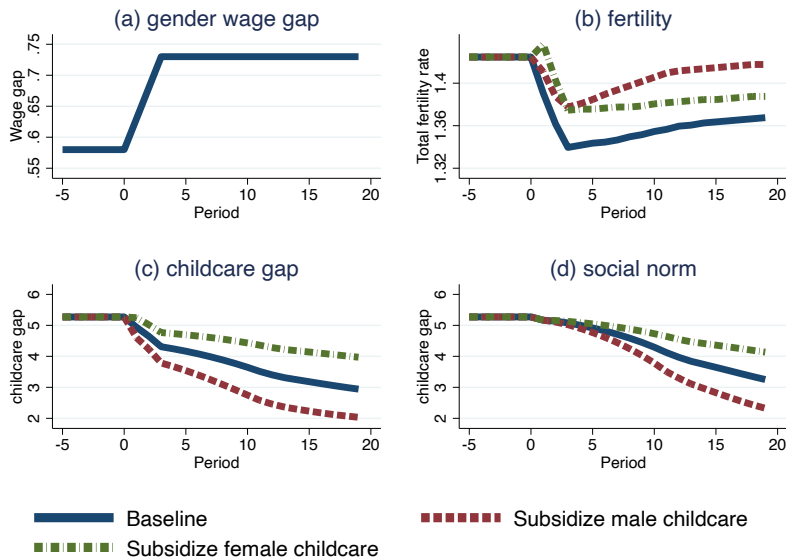 (a) gender wage gap
Wage gap
.55 .6 .65 .7 .75
-5 0 5 10 15 20
Period
(b) fertility
Total fertility rate
1.32 1.36 1.4
-5 0 5 10 15 20
Period
(c) childcare gap
childcare gap
2 3 4 5 6
-5 0 5 10 15 20
Period
(d) social norm
childcare gap
2 3 4 5 6
-5 0 5 10 15 20
Period
Baseline
Subsidize male childcare
Subsidize female childcare